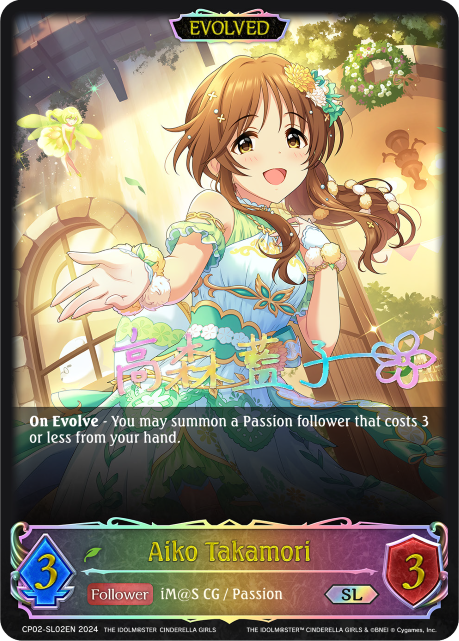 EVOLVED
高森藍子
On Evolve - You may summon a Passion follower that costs 3
or less from your hand.
Aiko Takamori
3
Follower iM@S CG / Passion
SL
3
CP02-SL02EN 2024 THE IDOLM@STER CINDERELLA GIRLS THE IDOLM@STER™ CINDERELLA GIRLS & ©BNEI © Cygames, Inc.